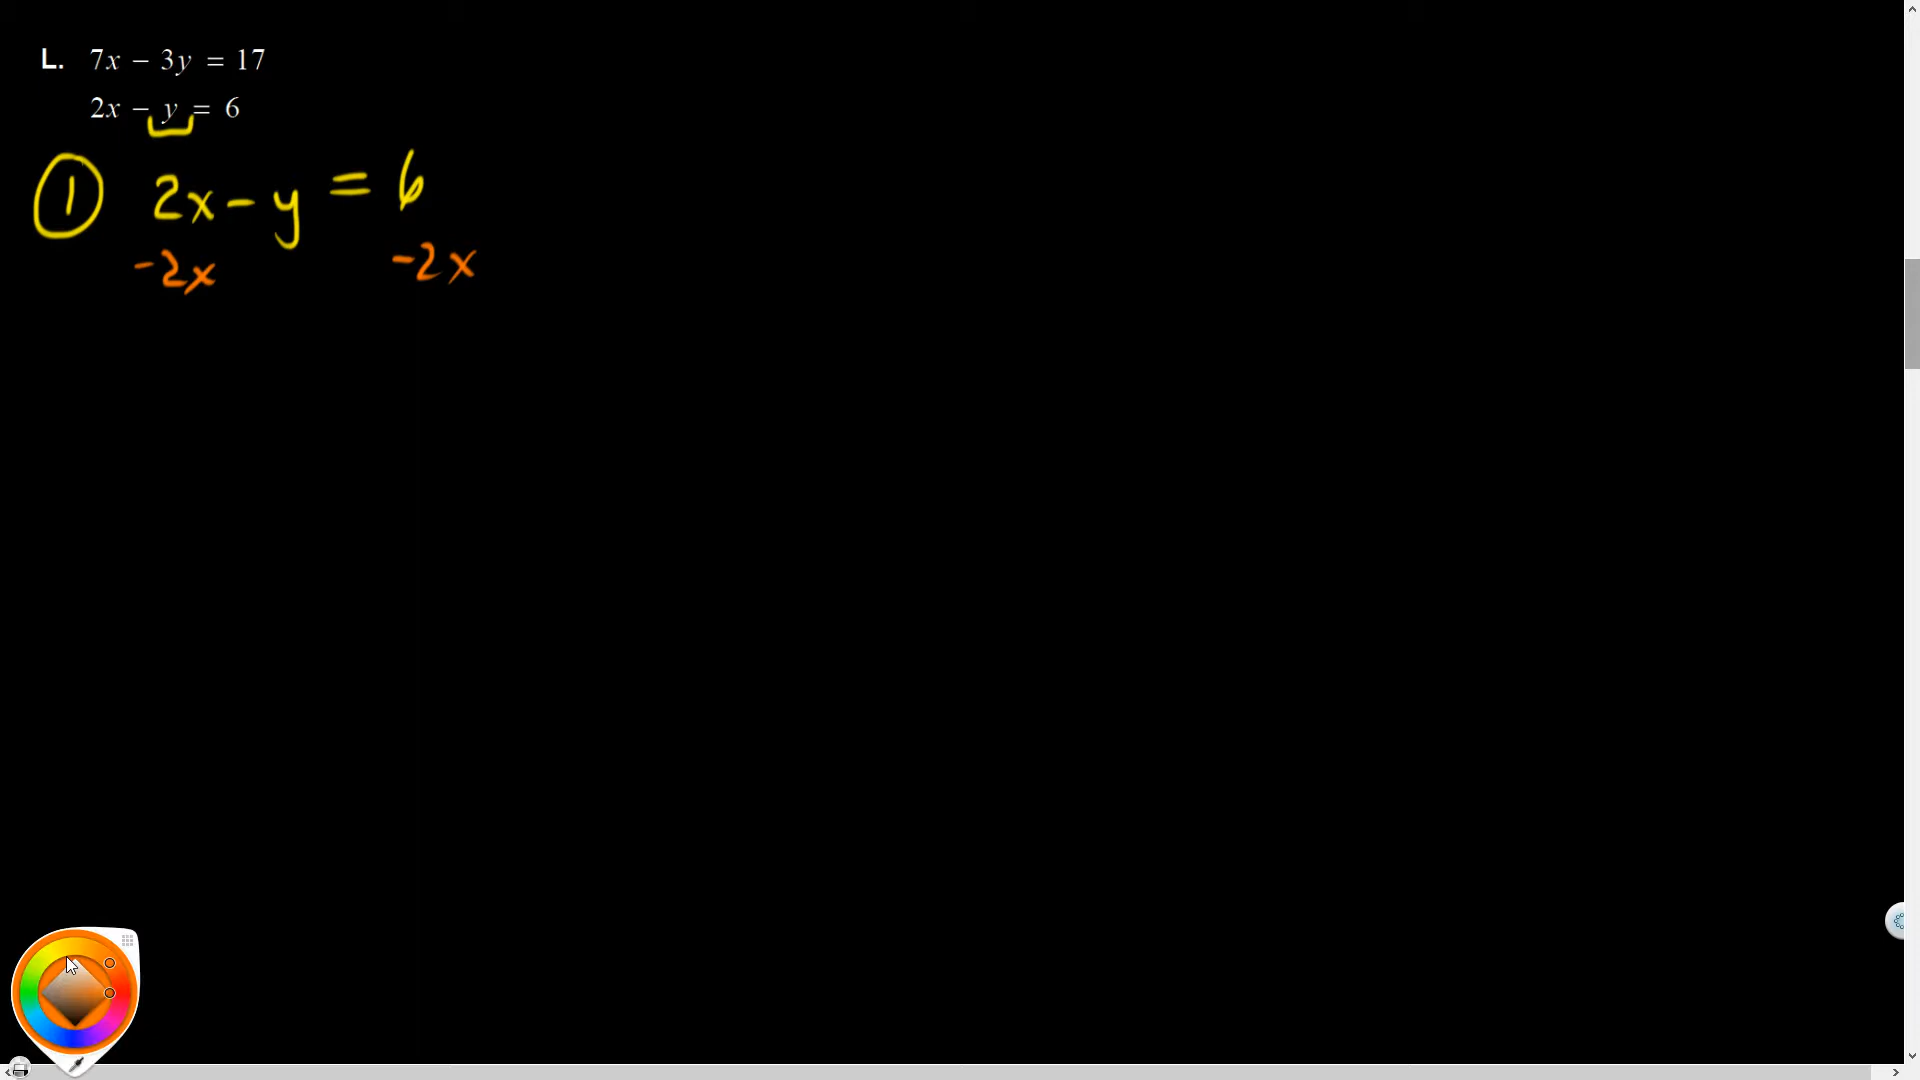 L. 7x − 3y = 17
2x − y = 6
① 2x − y = 6
-2x -2x